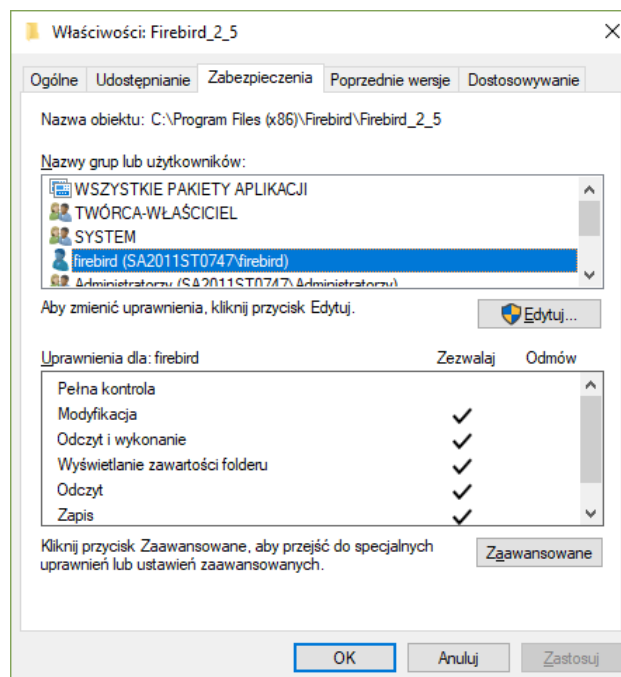 Właściwości: Firebird_2_5
Ogólne Udostępnianie Zabezpieczenia Poprzednie wersje Dostosowywanie
Nazwa obiektu: C:\Program Files (x86)\Firebird\Firebird_2_5
Nazwy grup lub użytkowników:
WSZYSTKIE PAKIETY APLIKACJI
TWÓRCA-WŁAŚCICIEL
SYSTEM
firebird (SA2011ST0747\firebird)
Administratorzy (SA2011ST0747\Administratorzy)
Aby zmienić uprawnienia, kliknij przycisk Edytuj.
Edytuj...
Uprawnienia dla: firebird Zezwalaj Odmów
Pełna kontrola
Modyfikacja
Odczyt i wykonanie
Wyświetlanie zawartości folderu
Odczyt
Zapis
Kliknij przycisk Zaawansowane, aby przejść do specjalnych
uprawnień lub ustawień zaawansowanych.
Zaawansowane
OK Anuluj Zastosuj